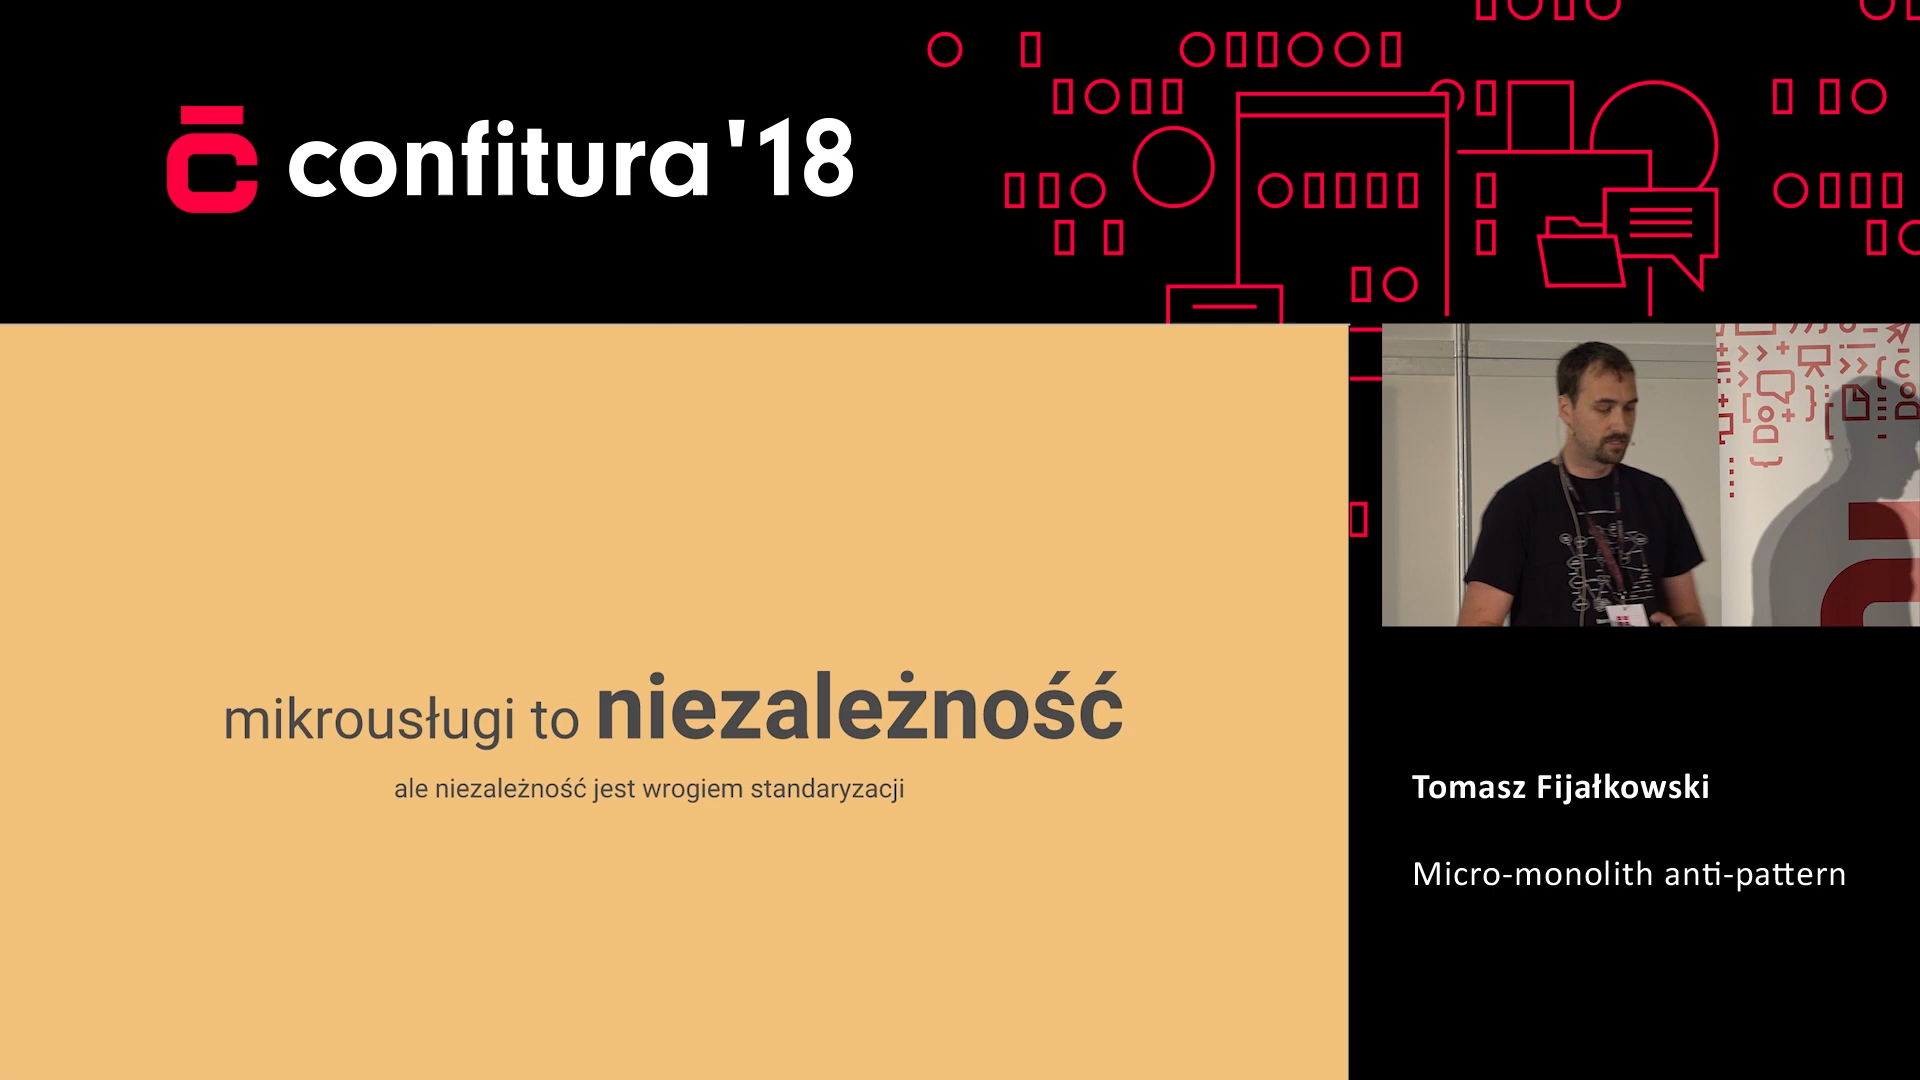 confitura '18
mikrousługi to niezależność
ale niezależność jest wrogiem standaryzacji
Tomasz Fijałkowski
Micro-monolith anti-pattern